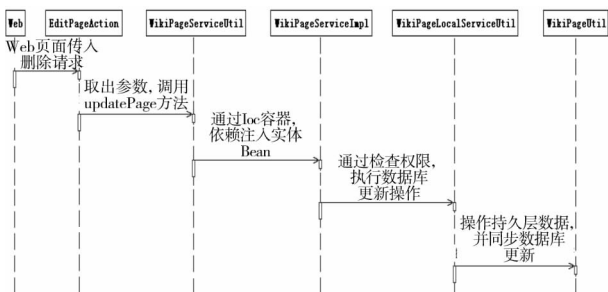 Web
EditPageAction
WikiPageServiceUtil
WikiPageServiceImpl
WikiPageLocalServiceUtil
WikiPageUtil
Web页面传入
删除请求
取出参数,调用
updatePage方法
通过Ioc容器,
依赖注入实体
Bean
通过检查权限,
执行数据库
更新操作
操作持久层数据,
并同步数据库
更新